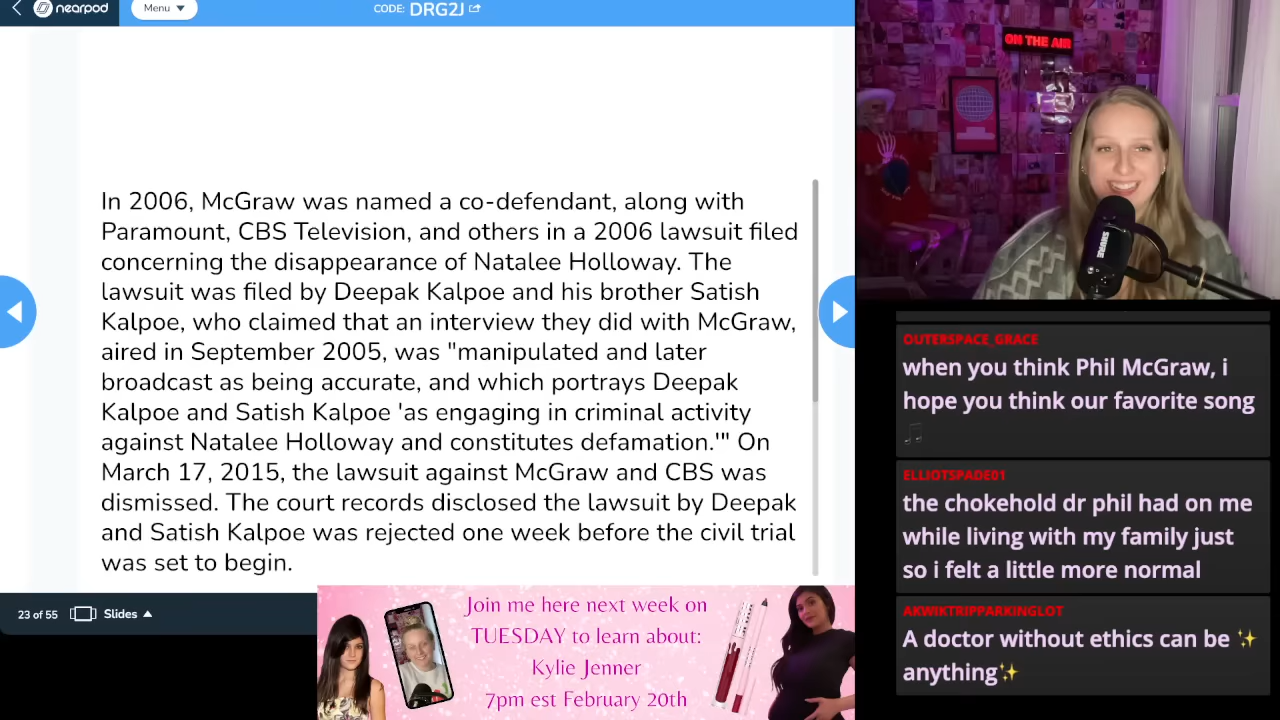 nearpod
Menu
CODE: DRG2J
ON THE AIR
In 2006, McGraw was named a co-defendant, along with
Paramount, CBS Television, and others in a 2006 lawsuit filed
concerning the disappearance of Natalee Holloway. The
lawsuit was filed by Deepak Kalpoe and his brother Satish
Kalpoe, who claimed that an interview they did with McGraw,
aired in September 2005, was "manipulated and later
broadcast as being accurate, and which portrays Deepak
Kalpoe and Satish Kalpoe 'as engaging in criminal activity
against Natalee Holloway and constitutes defamation.'" On
March 17, 2015, the lawsuit against McGraw and CBS was
dismissed. The court records disclosed the lawsuit by Deepak
and Satish Kalpoe was rejected one week before the civil trial
was set to begin.
23 of 55
Slides
Join me here next week on
TUESDAY to learn about:
Kylie Jenner
7pm est February 20th
SHURE
OUTERSPACE_GRACE
when you think Phil McGraw, i
hope you think our favorite song
🎵
ELLIOTSPADE01
the chokehold dr phil had on me
while living with my family just
so i felt a little more normal
AKWIKTRIPPARKINGLOT
A doctor without ethics can be ✨
anything✨